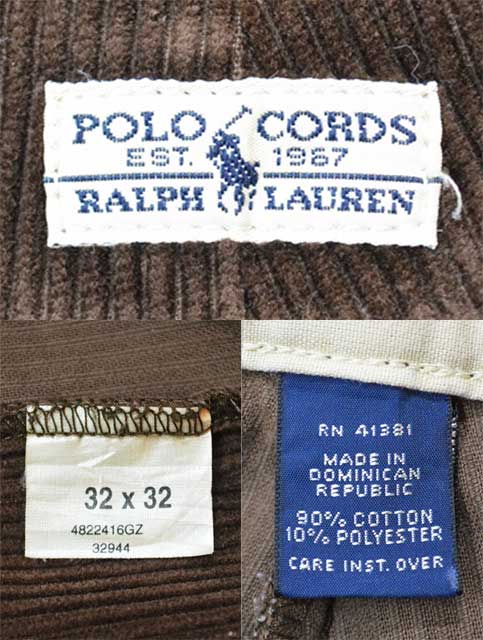 POLO CORDS
EST. 1967
RALPH LAUREN
32 x 32
4822416GZ
32944
RN 41381
MADE IN
DOMINICAN
REPUBLIC
90% COTTON
10% POLYESTER
CARE INST. OVER